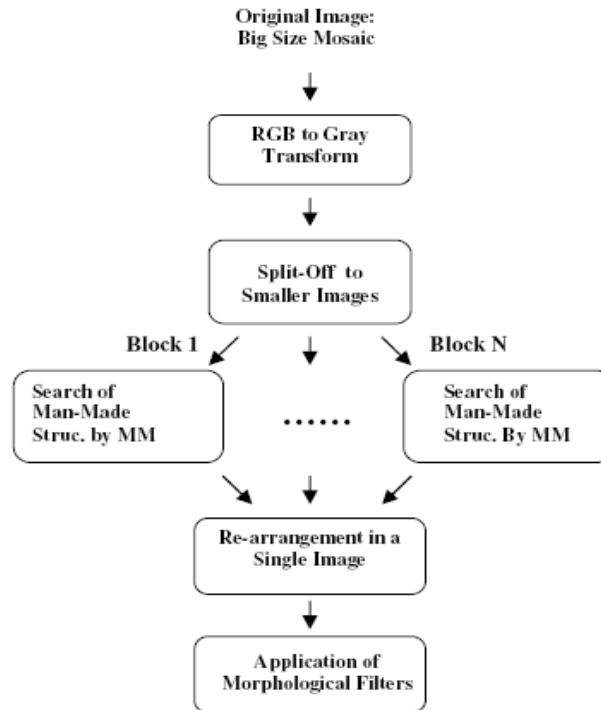 Original Image:
Big Size Mosaic
RGB to Gray
Transform
Split-Off to
Smaller Images
Block 1
Block N
Search of
Man-Made
Struc. by MM
......
Search of
Man-Made
Struc. By MM
Re-arrangement in a
Single Image
Application of
Morphological Filters